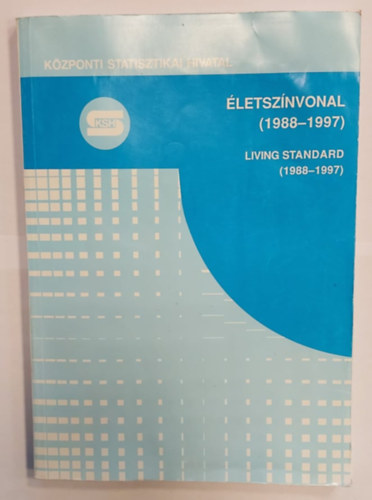 KÖZPONTI STATISZTIKAI HIVATAL
KSH
ÉLETSZÍNVONAL
(1988–1997)
LIVING STANDARD
(1988–1997)